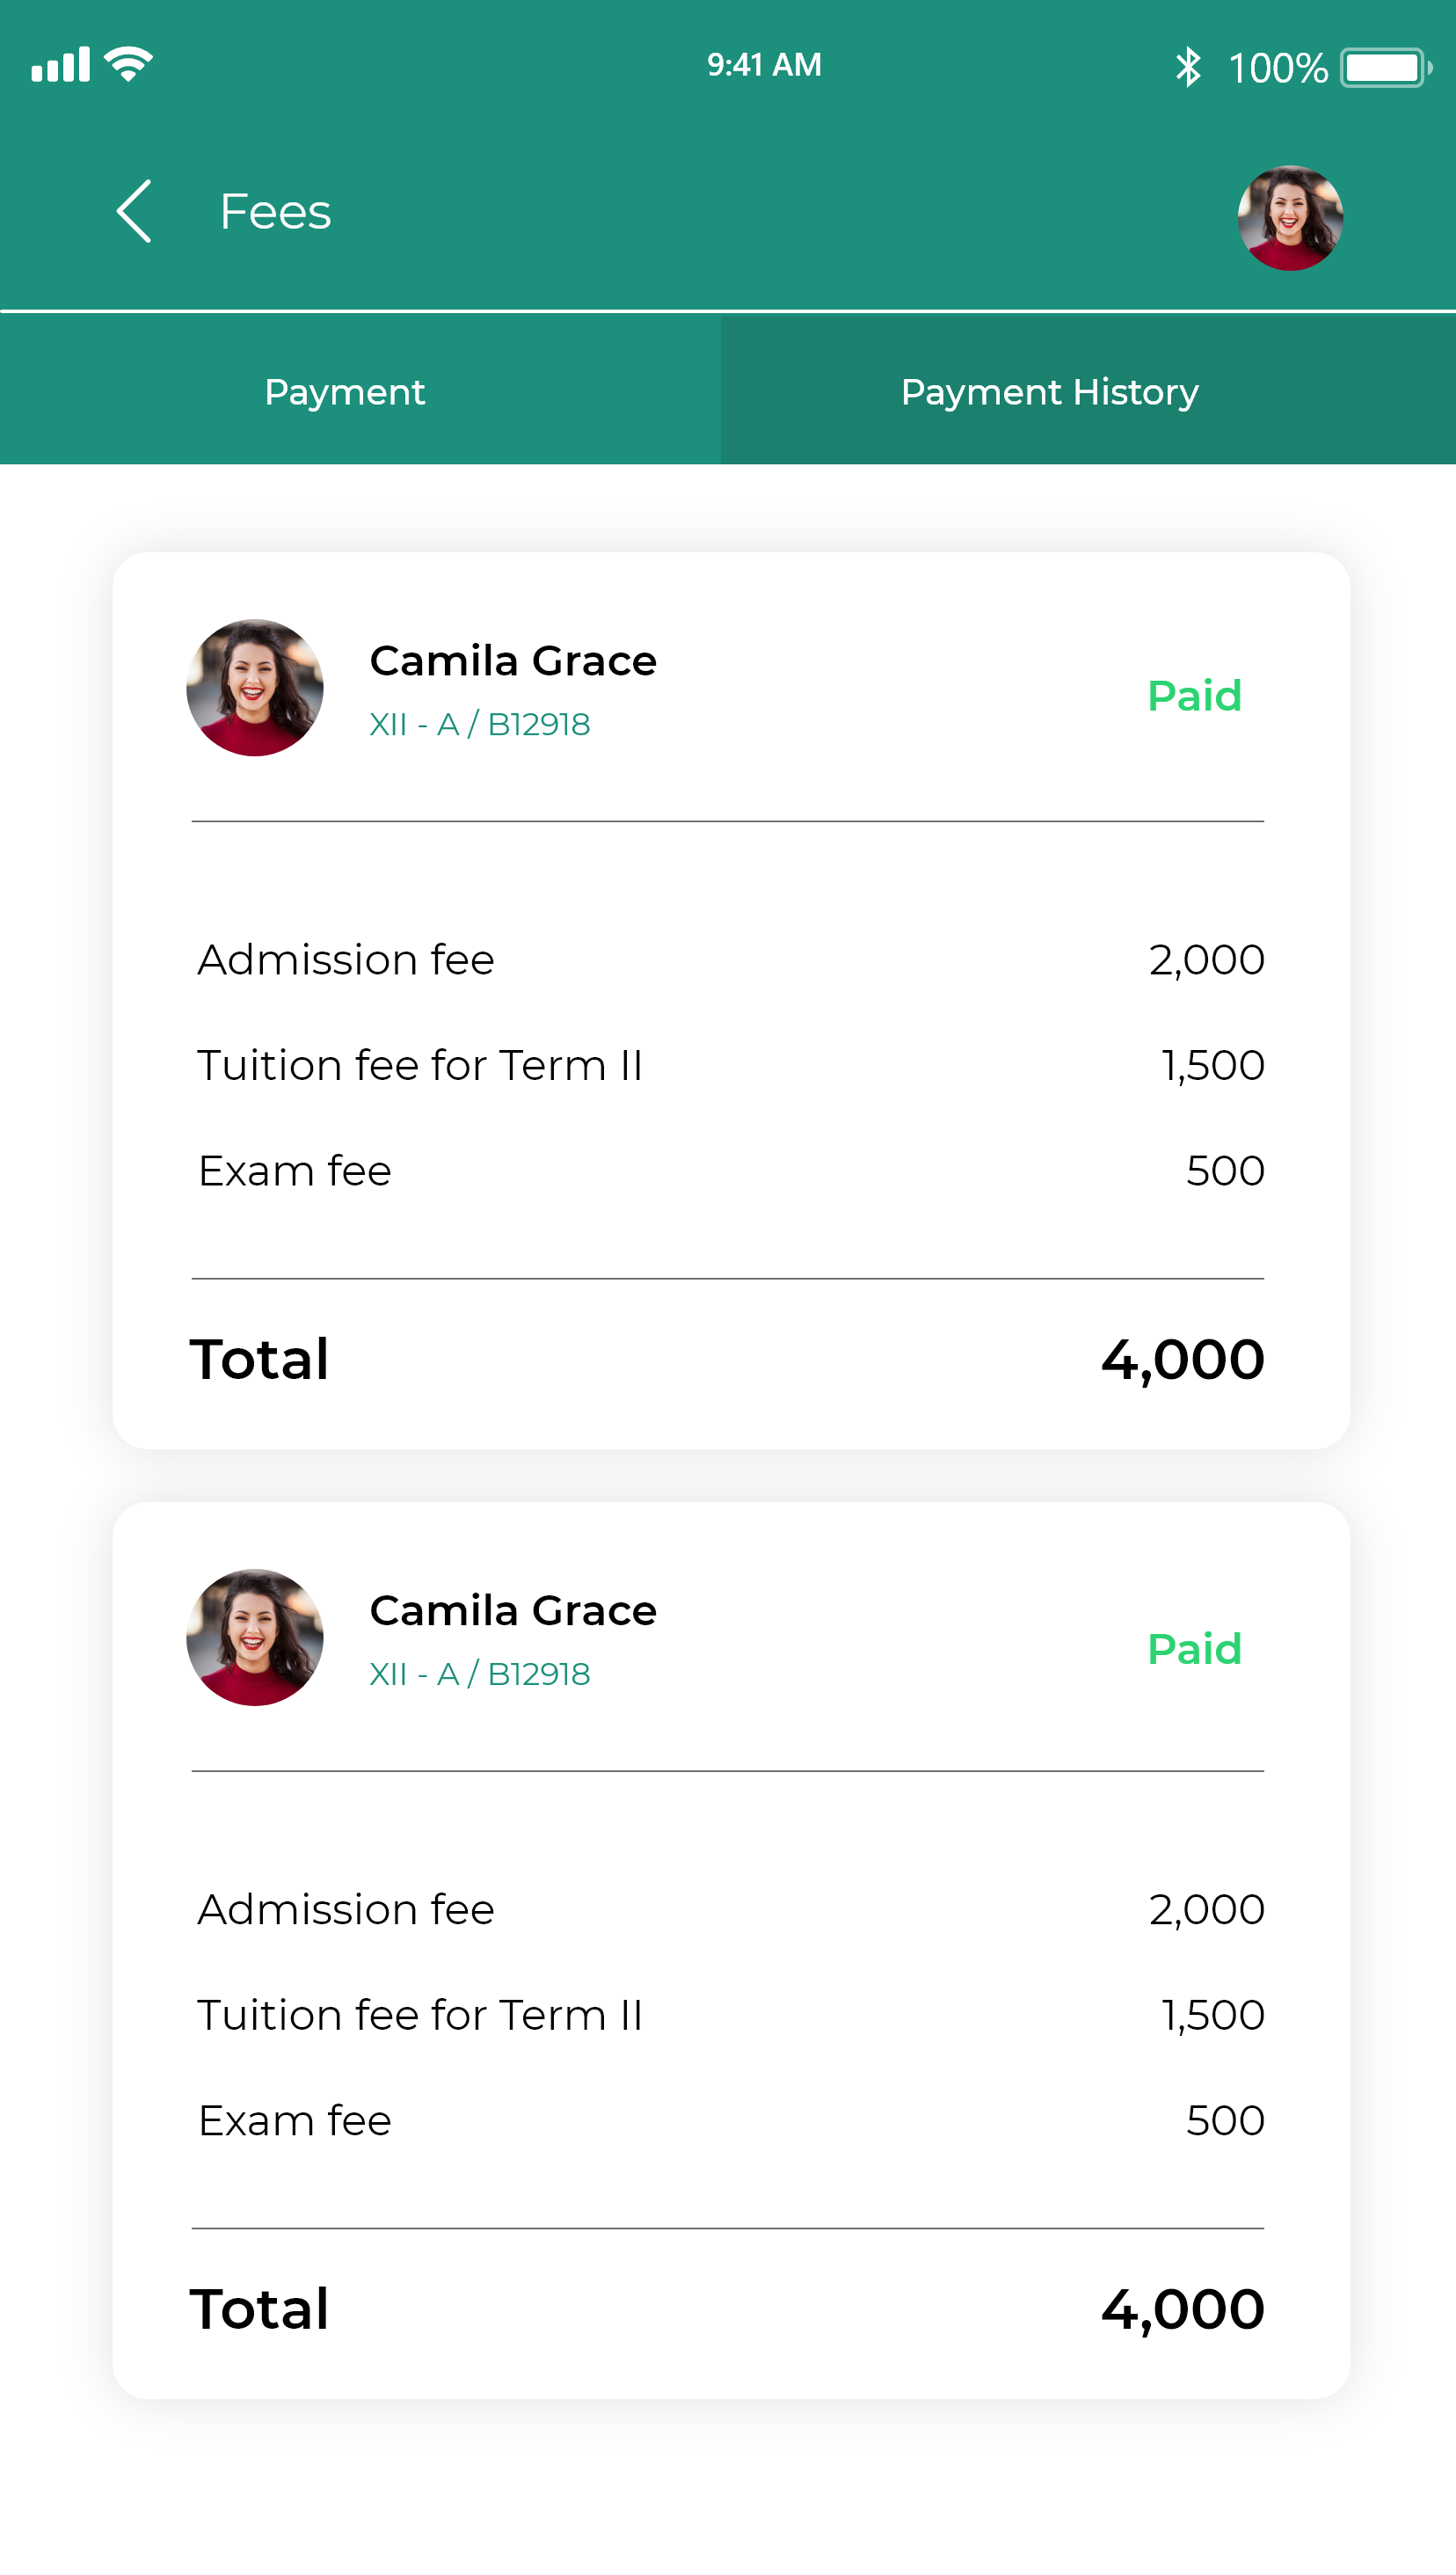 9:41 AM
100%
Fees
Payment
Payment History
Camila Grace
XII - A / B12918
Paid
Admission fee 2,000
Tuition fee for Term II 1,500
Exam fee 500
Total 4,000
Camila Grace
XII - A / B12918
Paid
Admission fee 2,000
Tuition fee for Term II 1,500
Exam fee 500
Total 4,000